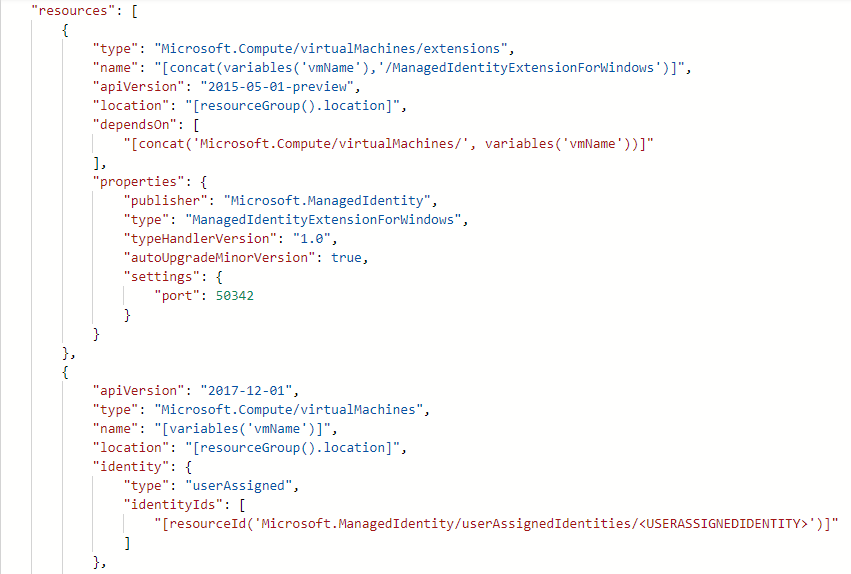 "resources": [
{
"type": "Microsoft.Compute/virtualMachines/extensions",
"name": "[concat(variables('vmName'),'/ManagedIdentityExtensionForWindows')]",
"apiVersion": "2015-05-01-preview",
"location": "[resourceGroup().location]",
"dependsOn": [
"[concat('Microsoft.Compute/virtualMachines/', variables('vmName'))]"
],
"properties": {
"publisher": "Microsoft.ManagedIdentity",
"type": "ManagedIdentityExtensionForWindows",
"typeHandlerVersion": "1.0",
"autoUpgradeMinorVersion": true,
"settings": {
"port": 50342
}
}
},
{
"apiVersion": "2017-12-01",
"type": "Microsoft.Compute/virtualMachines",
"name": "[variables('vmName')]",
"location": "[resourceGroup().location]",
"identity": {
"type": "userAssigned",
"identityIds": [
"[resourceId('Microsoft.ManagedIdentity/userAssignedIdentities/<USERASSIGNEDIDENTITY>')]"
]
},